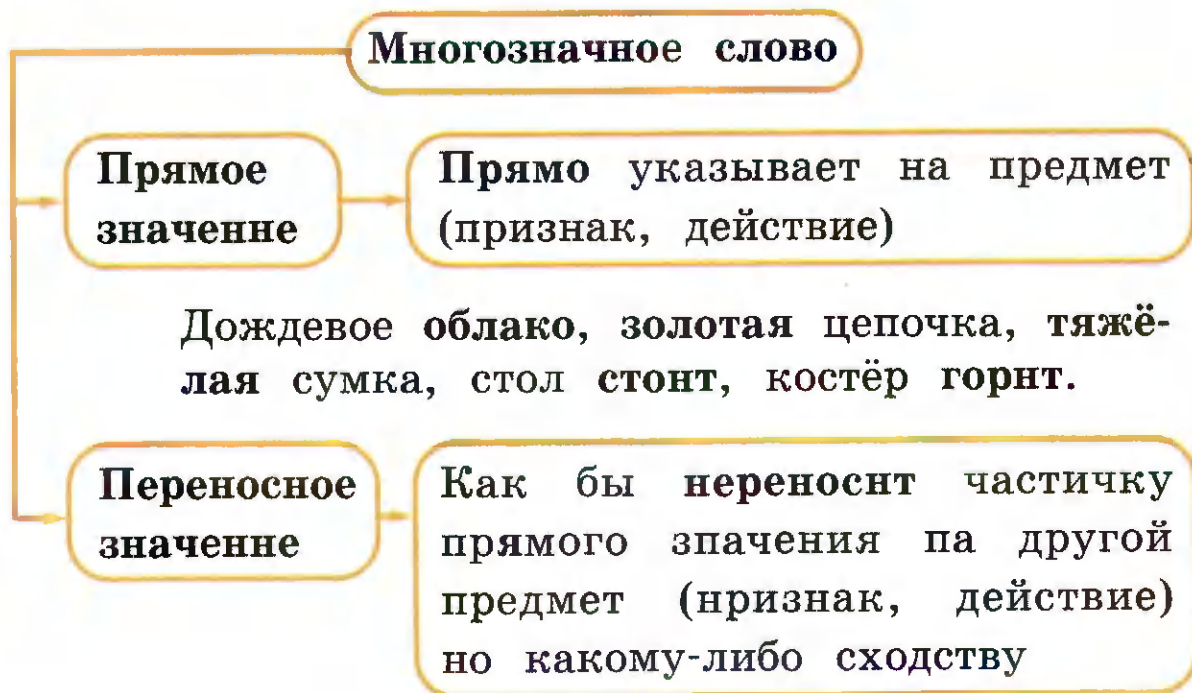 Многозначное слово
Прямое
значенне
Прямо указывает на предмет
(признак, действие)
Дождевое облако, золотая цепочка, тяжё-
лая сумка, стол стонт, костёр горнт.
Переносное
значенне
Как бы нереноснт частичку
прямого зпачения па другой
предмет (нризнак, действие)
но какому-либо сходству